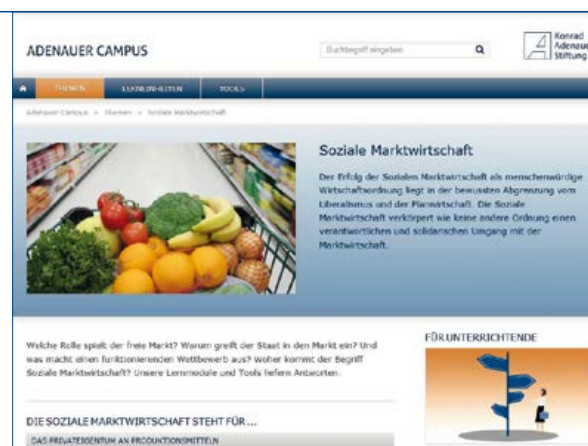 ADENAUER CAMPUS
Suchbegriff eingeben
Konrad
Adenauer
Stiftung
THEMEN
LERNEINHEITEN
TOOLS
Adenauer Campus > Themen > Soziale Marktwirtschaft
Soziale Marktwirtschaft
Der Erfolg der Sozialen Marktwirtschaft als menschenwürdige
Wirtschaftsordnung liegt in der bewussten Abgrenzung vom
Liberalismus und der Planwirtschaft. Die Soziale
Marktwirtschaft verkörpert wie keine andere Ordnung einen
verantwortlichen und solidarischen Umgang mit der
Marktwirtschaft.
Welche Rolle spielt der freie Markt? Warum greift der Staat in den Markt ein? Und
was macht einen funktionierenden Wettbewerb aus? Woher kommt der Begriff
Soziale Marktwirtschaft? Unsere Lernmodule und Tools liefern Antworten.
FÜR UNTERRICHTENDE
DIE SOZIALE MARKTWIRTSCHAFT STEHT FÜR...
DAS PRIVATEIGENTUM AN PRODUKTIONSMITTELN